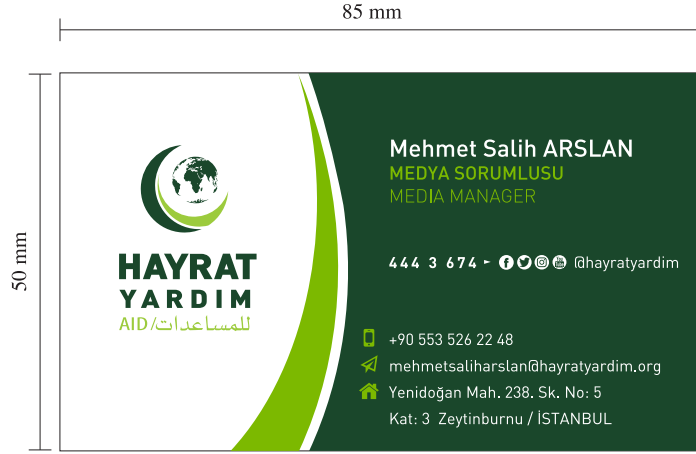 85 mm
50 mm
HAYRAT
YARDIM
AID/للمساعدات
Mehmet Salih ARSLAN
MEDYA SORUMLUSU
MEDIA MANAGER
444 3 674 - @hayratyardim
+90 553 526 22 48
mehmetsaliharslan@hayratyardim.org
Yenidoğan Mah. 238. Sk. No: 5
Kat: 3 Zeytinburnu / İSTANBUL